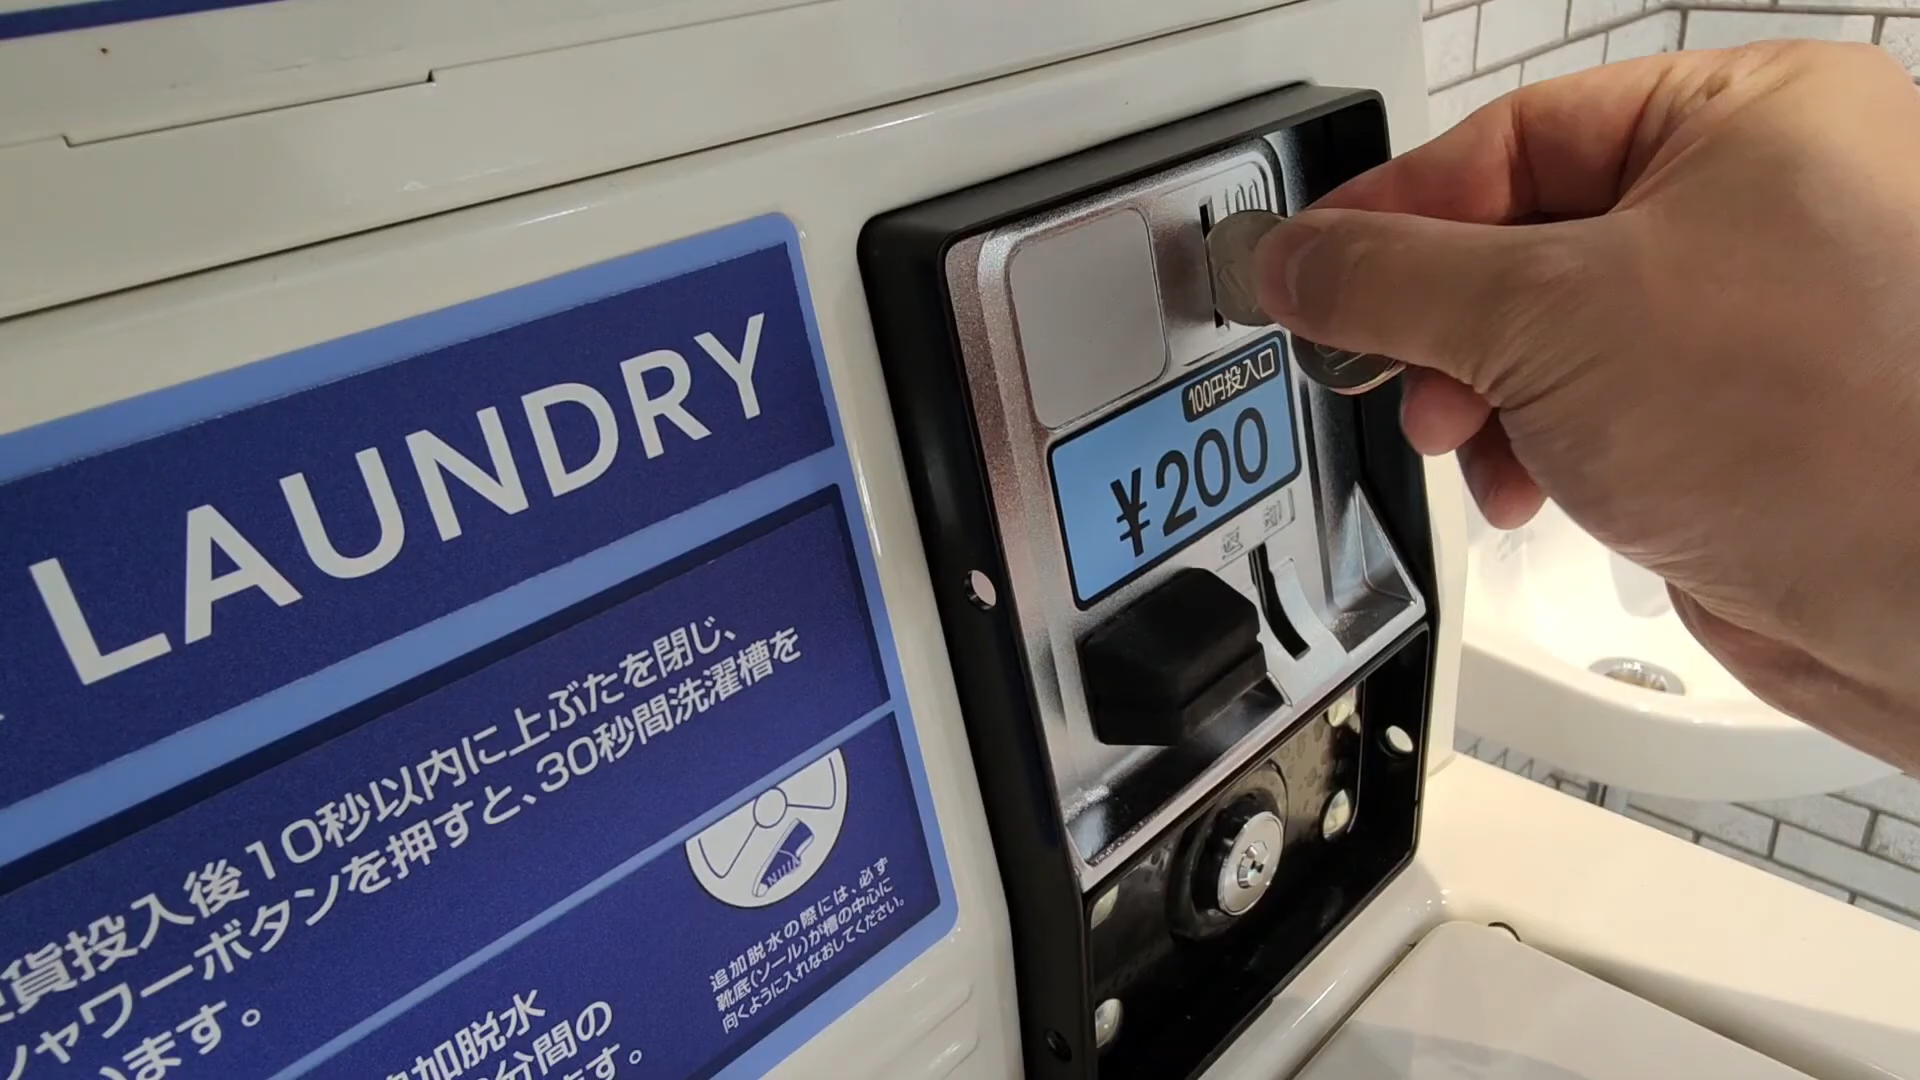 LAUNDRY
貨投入後10秒以内に上ぶたを閉じ、
シャワーボタンを押すと、30秒間洗濯槽を
ます。
追加脱水の際には、必ず
靴底(ソール)が槽の中心に
向くように入れなおしてください。
加脱水
分間の
す。
100
100円投入口
¥200
返却